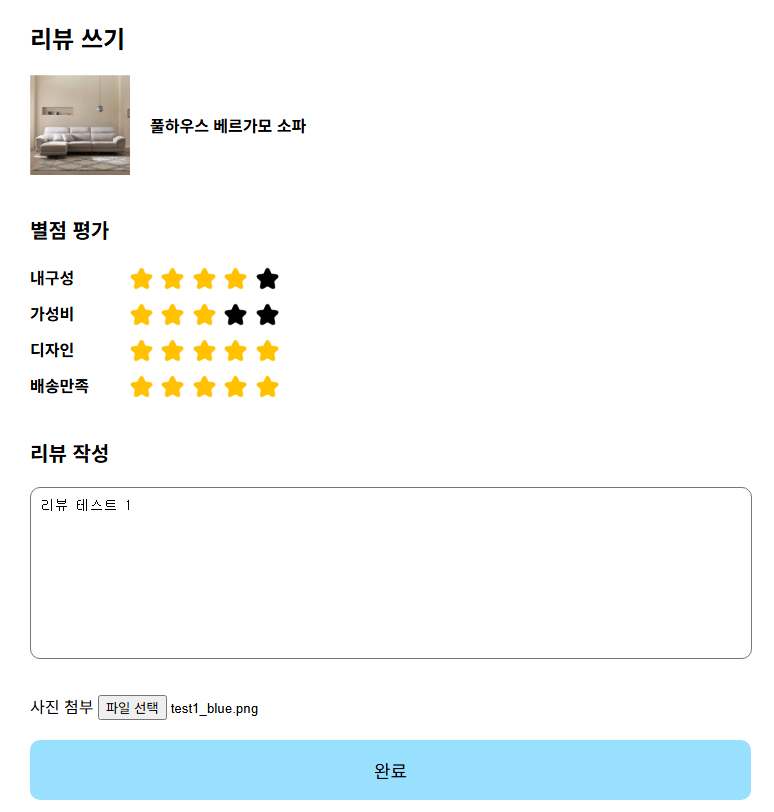 리뷰 쓰기
풀하우스 베르가모 소파
별점 평가
내구성
가성비
디자인
배송만족
리뷰 작성
리뷰 테스트 1
사진 첨부 파일 선택 test1_blue.png
완료